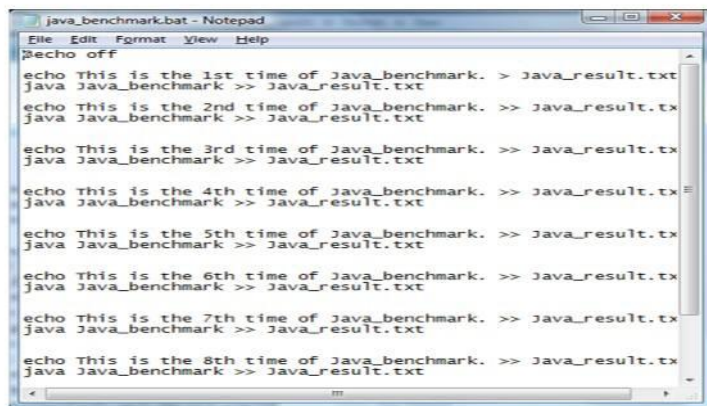 java_benchmark.bat - Notepad
File Edit Format View Help
@echo off
echo This is the 1st time of Java_benchmark. > Java_result.txt
java Java_benchmark >> Java_result.txt
echo This is the 2nd time of Java_benchmark. >> Java_result.tx
java Java_benchmark >> Java_result.txt
echo This is the 3rd time of Java_benchmark. >> Java_result.tx
java Java_benchmark >> Java_result.txt
echo This is the 4th time of Java_benchmark. >> Java_result.tx
java Java_benchmark >> Java_result.txt
echo This is the 5th time of Java_benchmark. >> Java_result.tx
java Java_benchmark >> Java_result.txt
echo This is the 6th time of Java_benchmark. >> Java_result.tx
java Java_benchmark >> Java_result.txt
echo This is the 7th time of Java_benchmark. >> Java_result.tx
java Java_benchmark >> Java_result.txt
echo This is the 8th time of Java_benchmark. >> Java_result.tx
java Java_benchmark >> Java_result.txt